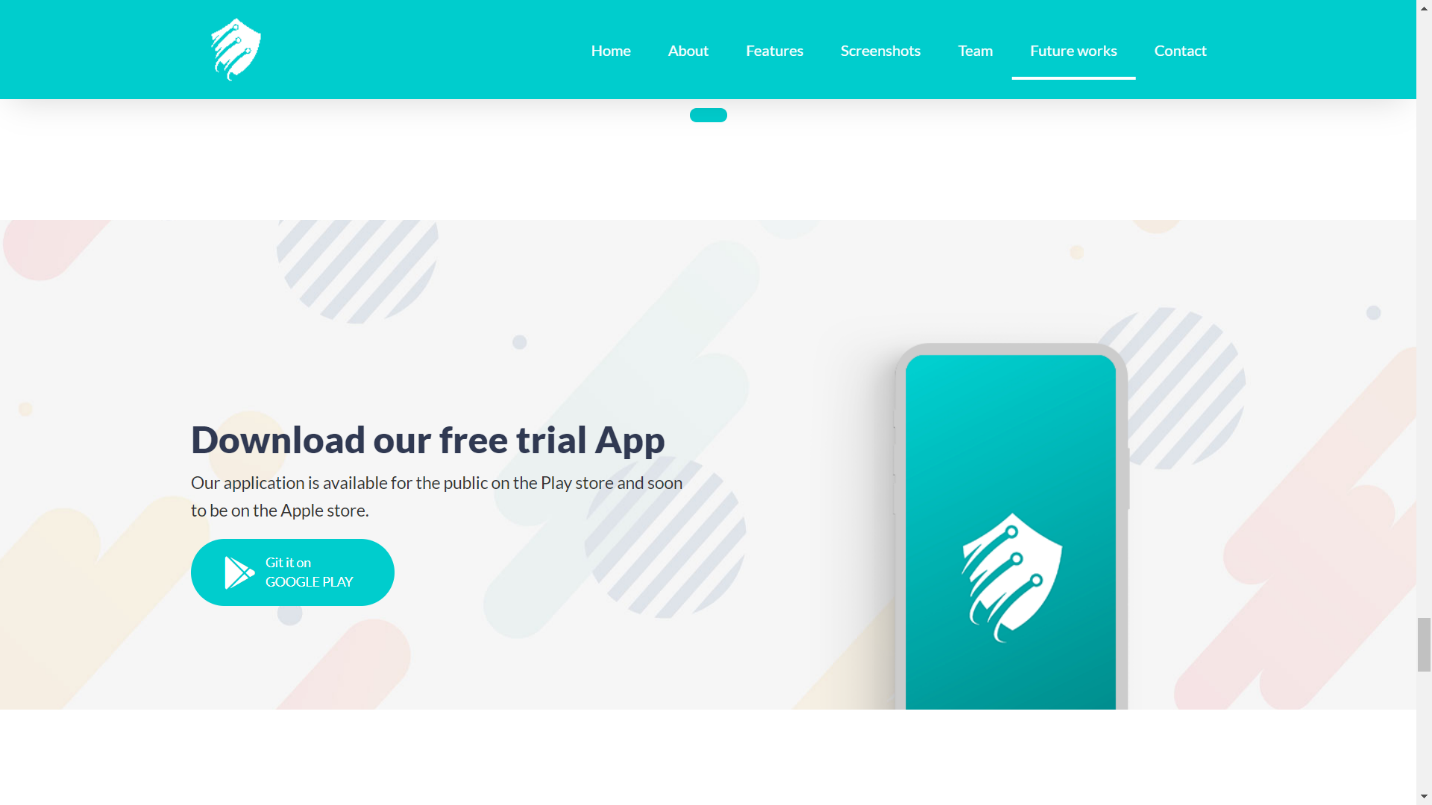 Home About Features Screenshots Team Future works Contact
Download our free trial App
Our application is available for the public on the Play store and soon
to be on the Apple store.
Git it on
GOOGLE PLAY